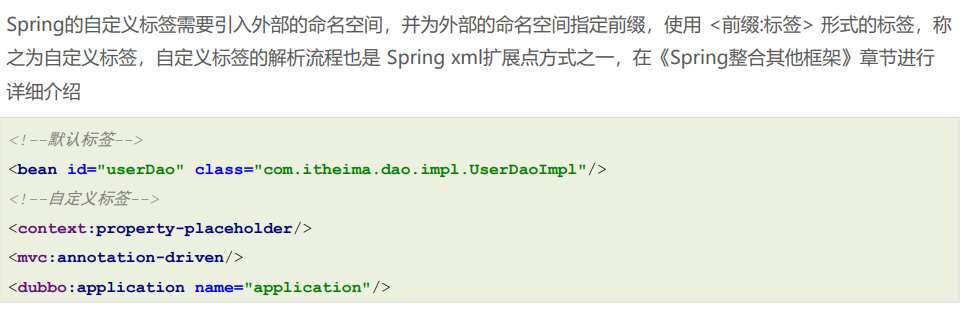 Spring的自定义标签需要引入外部的命名空间，并为外部的命名空间指定前缀，使用 <前缀:标签> 形式的标签，称
之为自定义标签，自定义标签的解析流程也是 Spring xml扩展点方式之一，在《Spring整合其他框架》章节进行
详细介绍
<!--默认标签-->
<bean id="userDao" class="com.itheima.dao.impl.UserDaoImpl"/>
<!--自定义标签-->
<context:property-placeholder/>
<mvc:annotation-driven/>
<dubbo:application name="application"/>